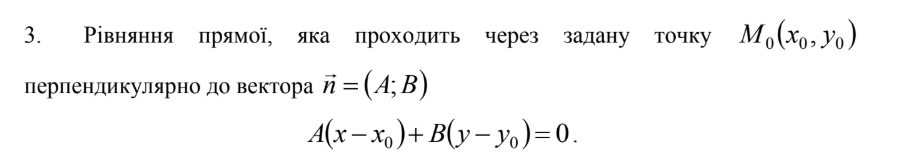 3. Рівняння прямої, яка проходить через задану точку M₀(x₀, y₀)
перпендикулярно до вектора n⃗ = (A; B)
A(x − x₀) + B(y − y₀) = 0.